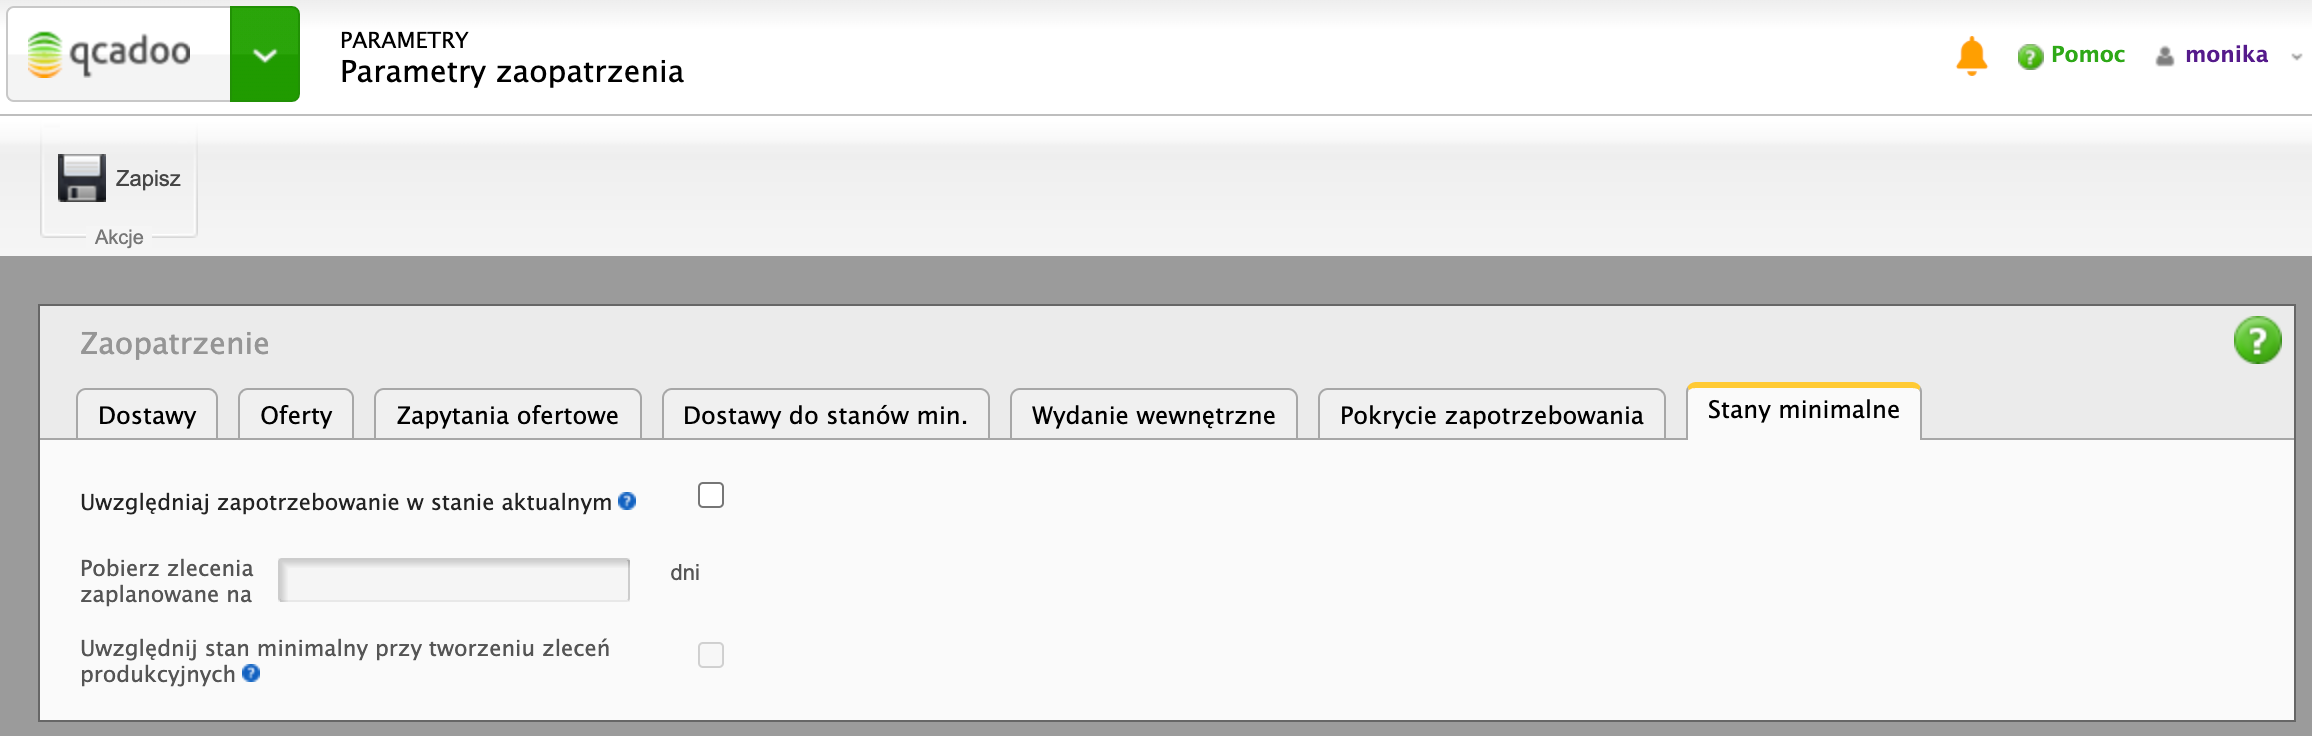 qcadoo
PARAMETRY
Parametry zaopatrzenia
Pomoc
monika
Zapisz
Akcje
Zaopatrzenie
Dostawy
Oferty
Zapytania ofertowe
Dostawy do stanów min.
Wydanie wewnętrzne
Pokrycie zapotrzebowania
Stany minimalne
Uwzględniaj zapotrzebowanie w stanie aktualnym
Pobierz zlecenia
zaplanowane na
dni
Uwzględnij stan minimalny przy tworzeniu zleceń
produkcyjnych